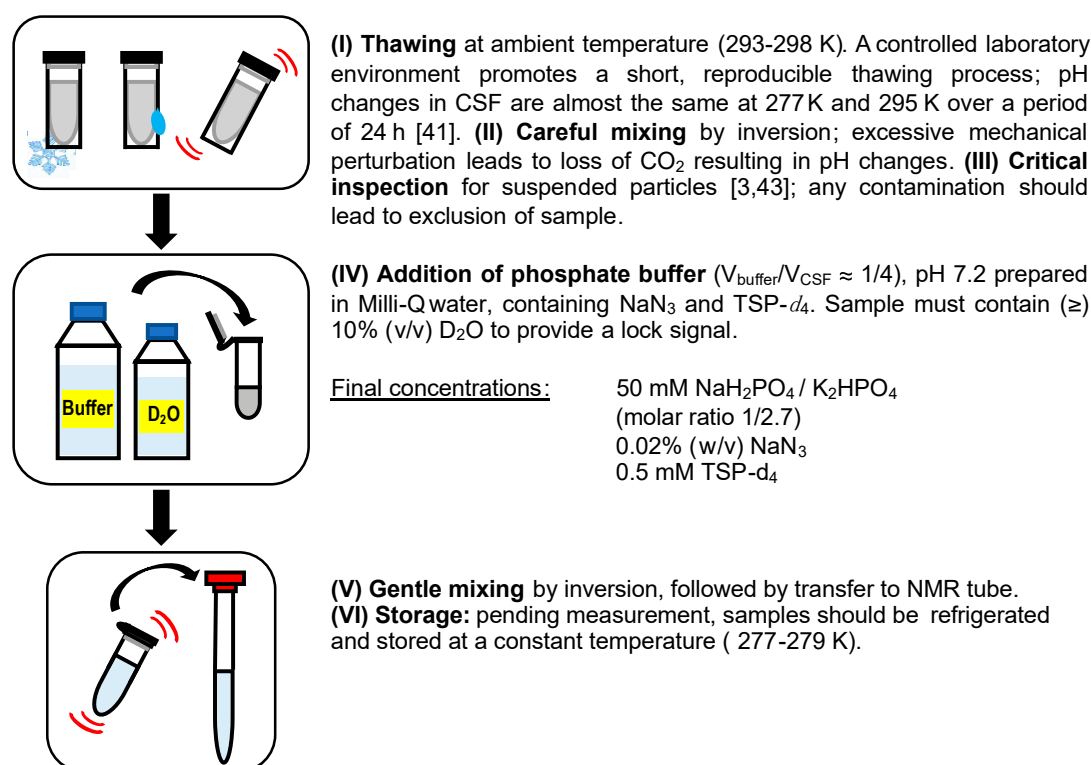 (I) Thawing at ambient temperature (293-298 K). A controlled laboratory
environment promotes a short, reproducible thawing process; pH
changes in CSF are almost the same at 277 K and 295 K over a period
of 24 h [41]. (II) Careful mixing by inversion; excessive mechanical
perturbation leads to loss of CO₂ resulting in pH changes. (III) Critical
inspection for suspended particles [3,43]; any contamination should
lead to exclusion of sample.
(IV) Addition of phosphate buffer (V_buffer/V_CSF ≈ 1/4), pH 7.2 prepared
in Milli-Q water, containing NaN₃ and TSP-d₄. Sample must contain (≥)
10% (v/v) D₂O to provide a lock signal.
Buffer
D₂O
Final concentrations: 50 mM NaH₂PO₄ / K₂HPO₄
(molar ratio 1/2.7)
0.02% (w/v) NaN₃
0.5 mM TSP-d₄
(V) Gentle mixing by inversion, followed by transfer to NMR tube.
(VI) Storage: pending measurement, samples should be refrigerated
and stored at a constant temperature ( 277-279 K).